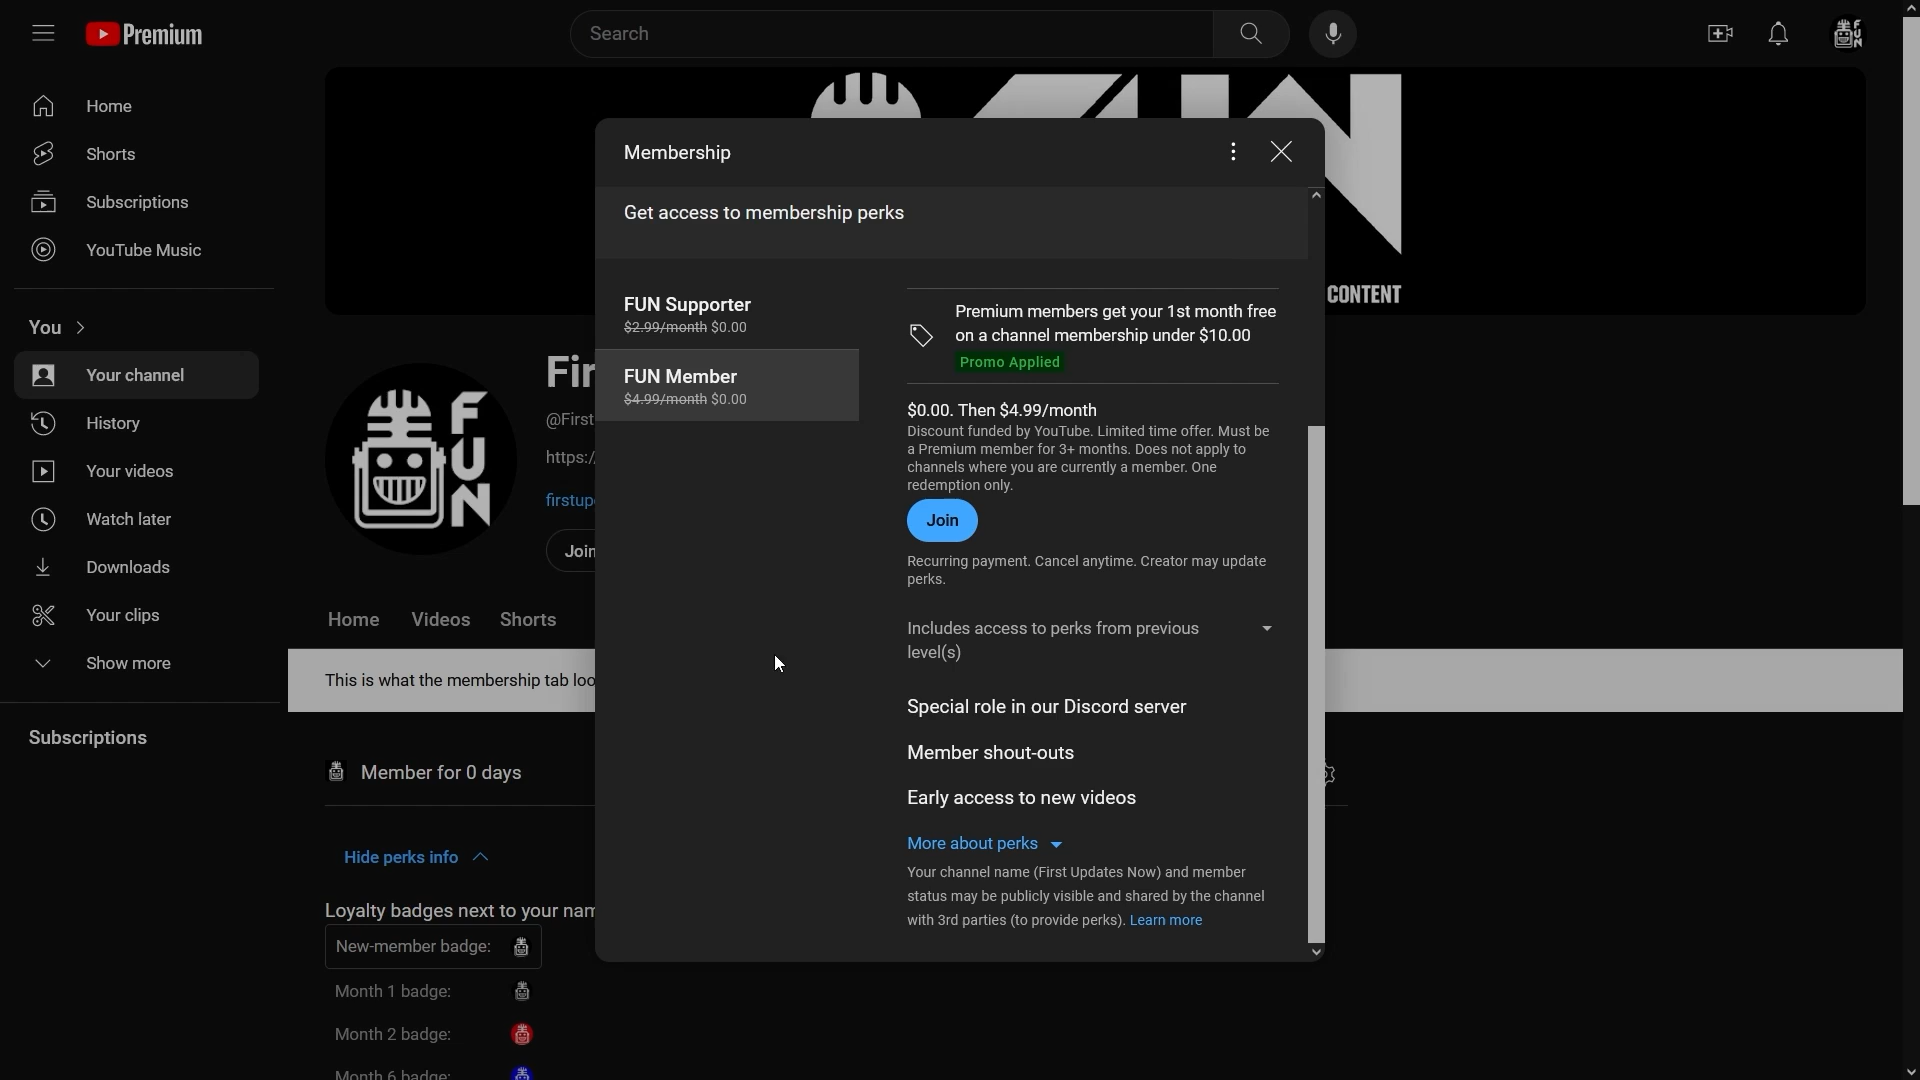 Premium
Search
FUN
Home
Shorts
Subscriptions
YouTube Music
You
Your channel
History
Your videos
Watch later
Downloads
Your clips
Show more
Subscriptions
CONTENT
FUN
Fir
@First
https:/
firstup
Join
Home Videos Shorts
This is what the membership tab loo
Member for 0 days
Hide perks info
Loyalty badges next to your nam
New-member badge:
Month 1 badge:
Month 2 badge:
Month 6 badge:
Membership
Get access to membership perks
FUN Supporter
$2.99/month $0.00
FUN Member
$4.99/month $0.00
Premium members get your 1st month free
on a channel membership under $10.00
Promo Applied
$0.00. Then $4.99/month
Discount funded by YouTube. Limited time offer. Must be
a Premium member for 3+ months. Does not apply to
channels where you are currently a member. One
redemption only.
Join
Recurring payment. Cancel anytime. Creator may update
perks.
Includes access to perks from previous
level(s)
Special role in our Discord server
Member shout-outs
Early access to new videos
More about perks
Your channel name (First Updates Now) and member
status may be publicly visible and shared by the channel
with 3rd parties (to provide perks). Learn more